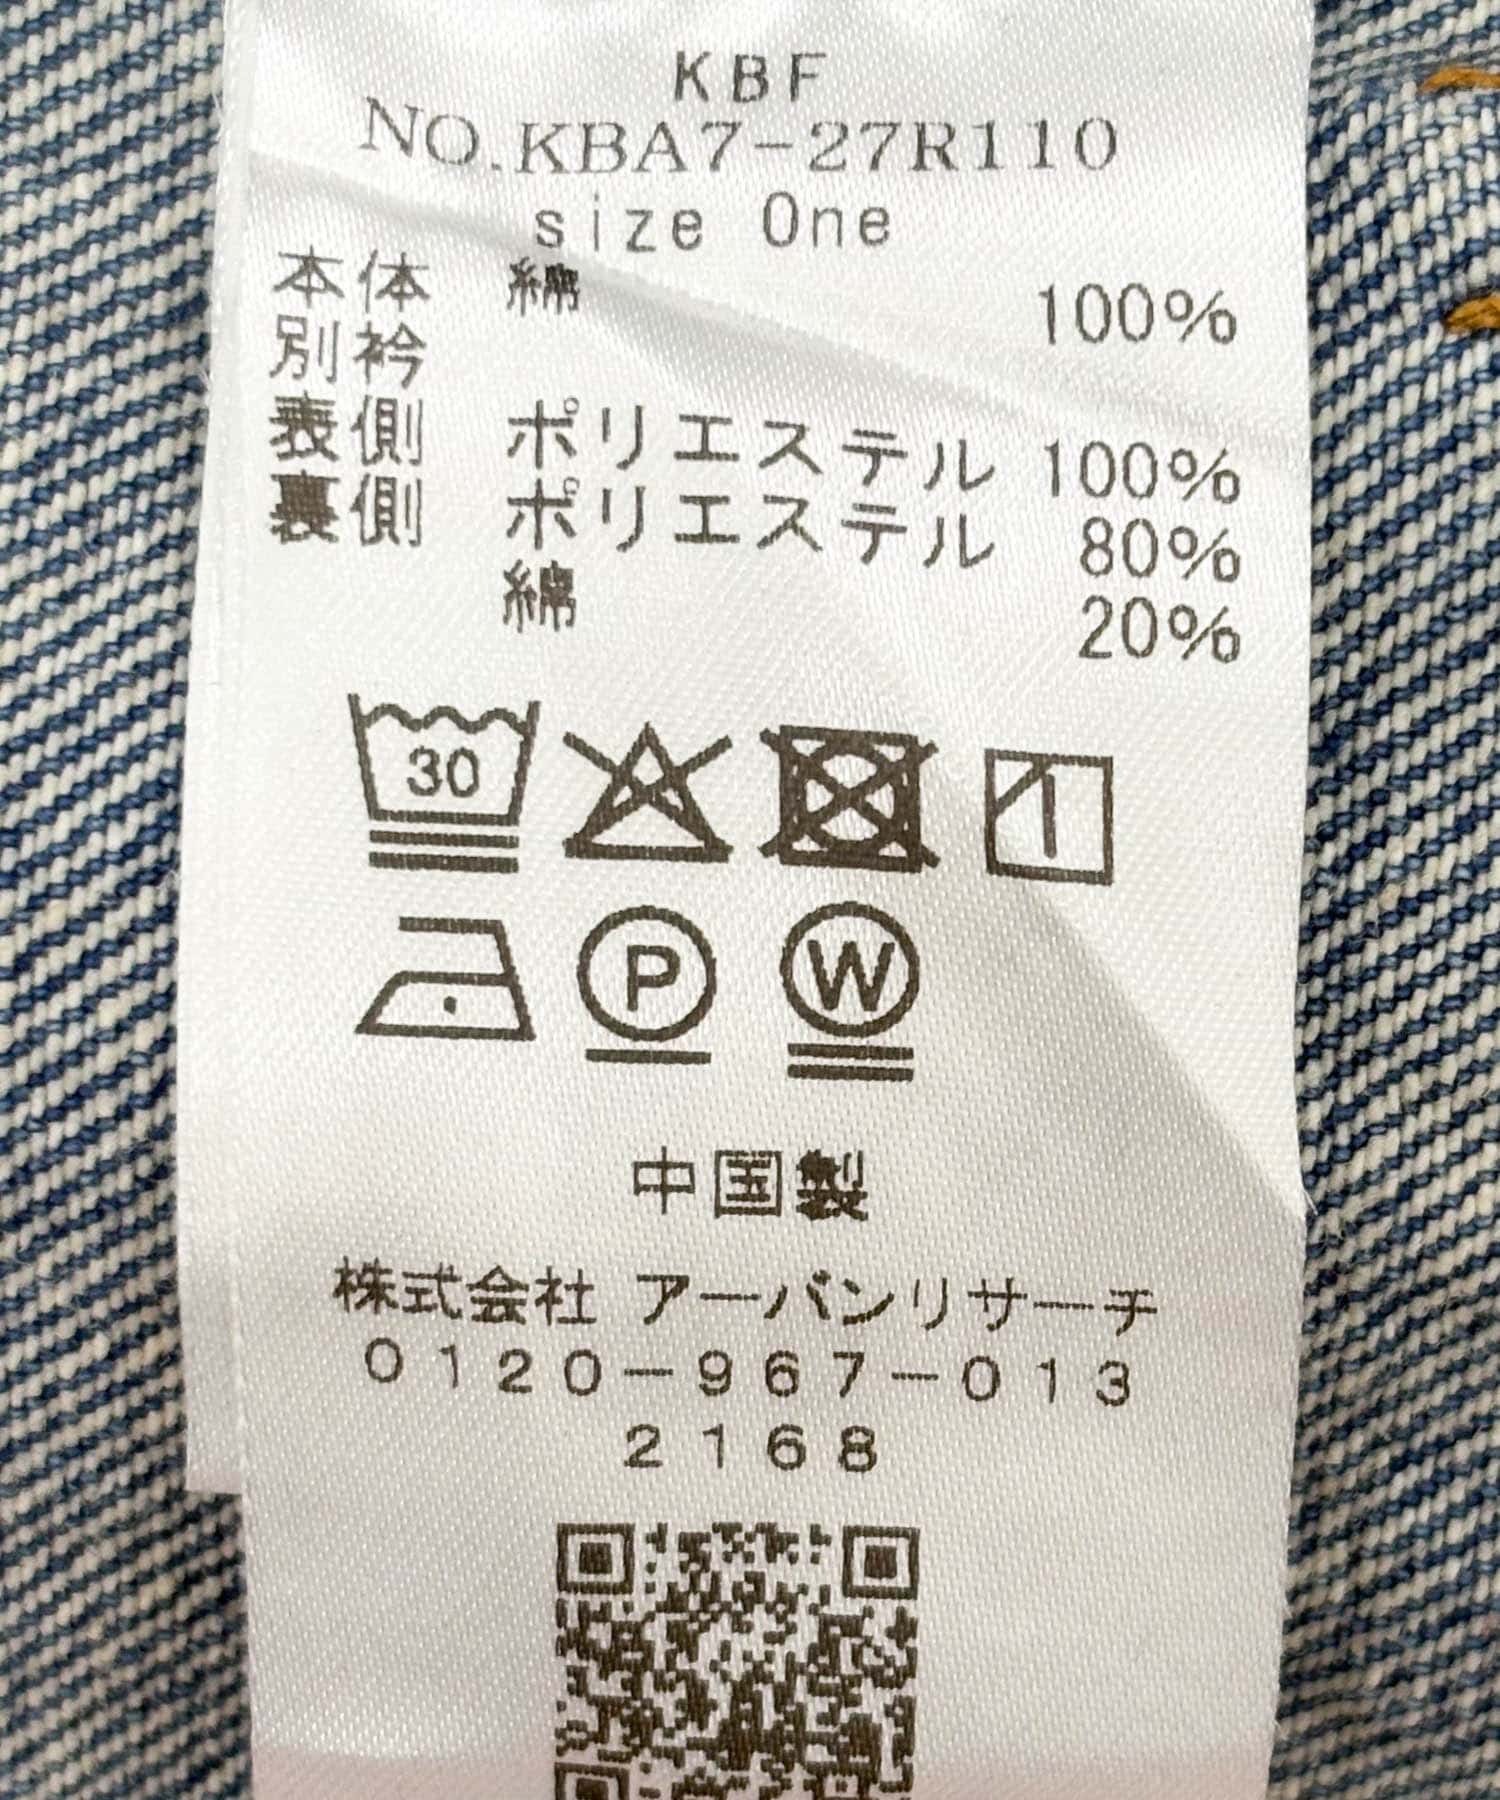 KBF
NO.KBA7-27R110
size One
本体 綿 100%
別衿
表側 ポリエステル 100%
裏側 ポリエステル 80%
綿 20%
30
P W
中国製
株式会社 アーバンリサーチ
0120-967-013
2168